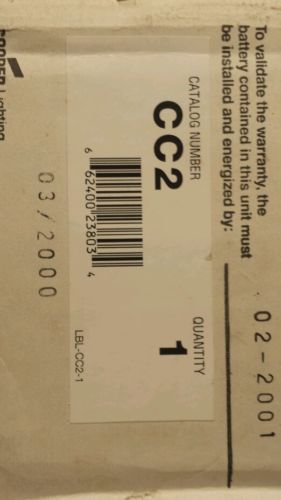 To validate the warranty, the
battery contained in this unit must
be installed and energized by:
02-2001
CATALOG NUMBER
CC2
QUANTITY
1
6 62400 23803 4
LBL-CC2-1
03/2000
Lighting